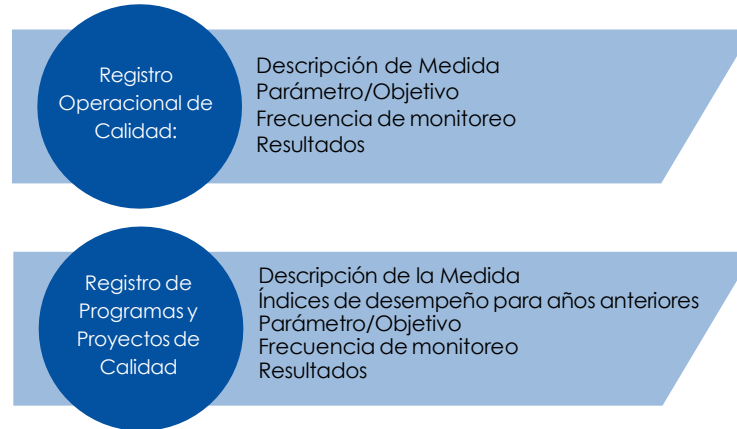 Registro
Operacional de
Calidad:
Descripción de Medida
Parámetro/Objetivo
Frecuencia de monitoreo
Resultados
Registro de
Programas y
Proyectos de
Calidad
Descripción de la Medida
Índices de desempeño para años anteriores
Parámetro/Objetivo
Frecuencia de monitoreo
Resultados